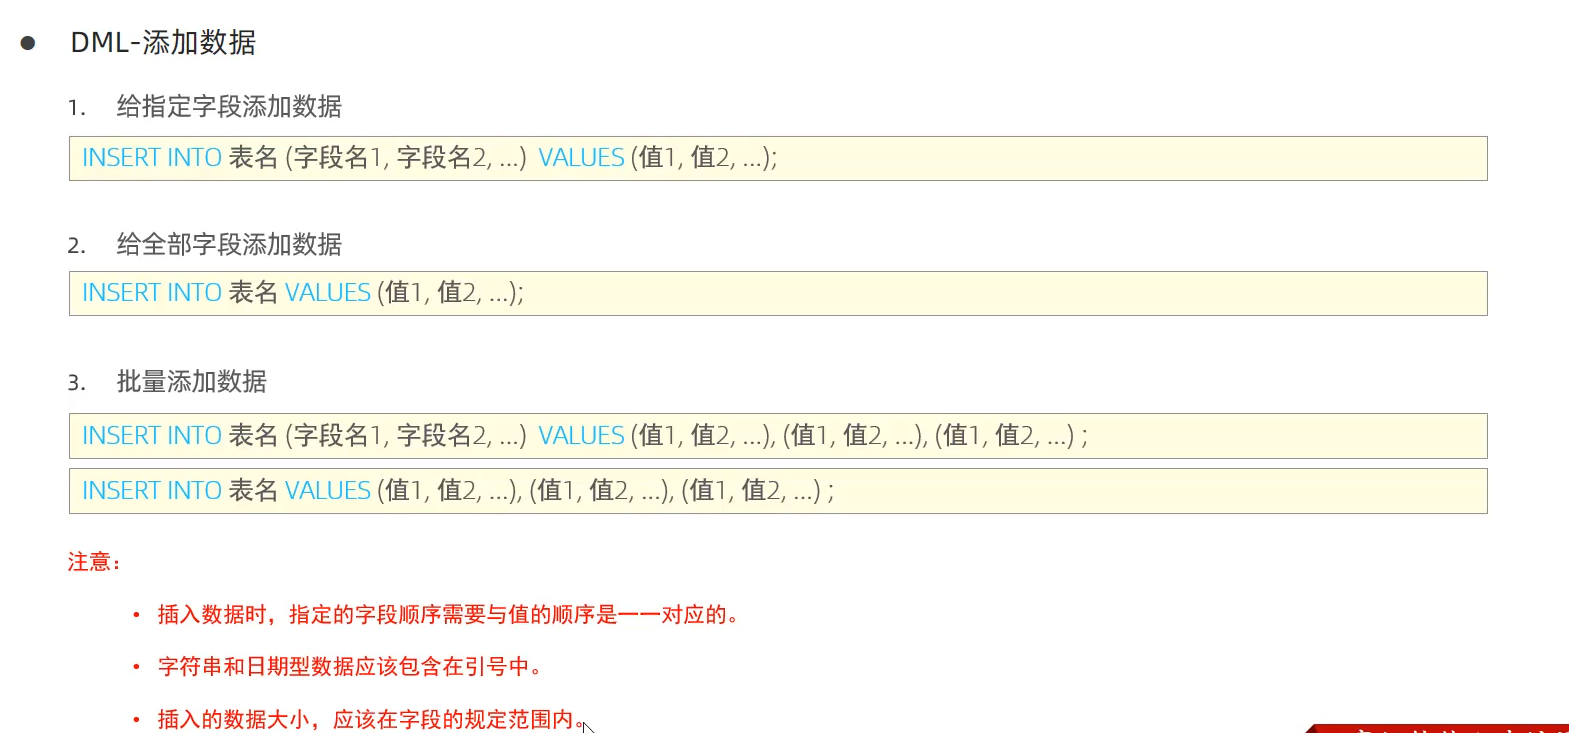 DML-添加数据
1. 给指定字段添加数据
INSERT INTO 表名 (字段名1, 字段名2, ...) VALUES (值1, 值2, ...);
2. 给全部字段添加数据
INSERT INTO 表名 VALUES (值1, 值2, ...);
3. 批量添加数据
INSERT INTO 表名 (字段名1, 字段名2, ...) VALUES (值1, 值2, ...), (值1, 值2, ...), (值1, 值2, ...) ;
INSERT INTO 表名 VALUES (值1, 值2, ...), (值1, 值2, ...), (值1, 值2, ...) ;
注意：
• 插入数据时，指定的字段顺序需要与值的顺序是一一对应的。
• 字符串和日期型数据应该包含在引号中。
• 插入的数据大小，应该在字段的规定范围内。